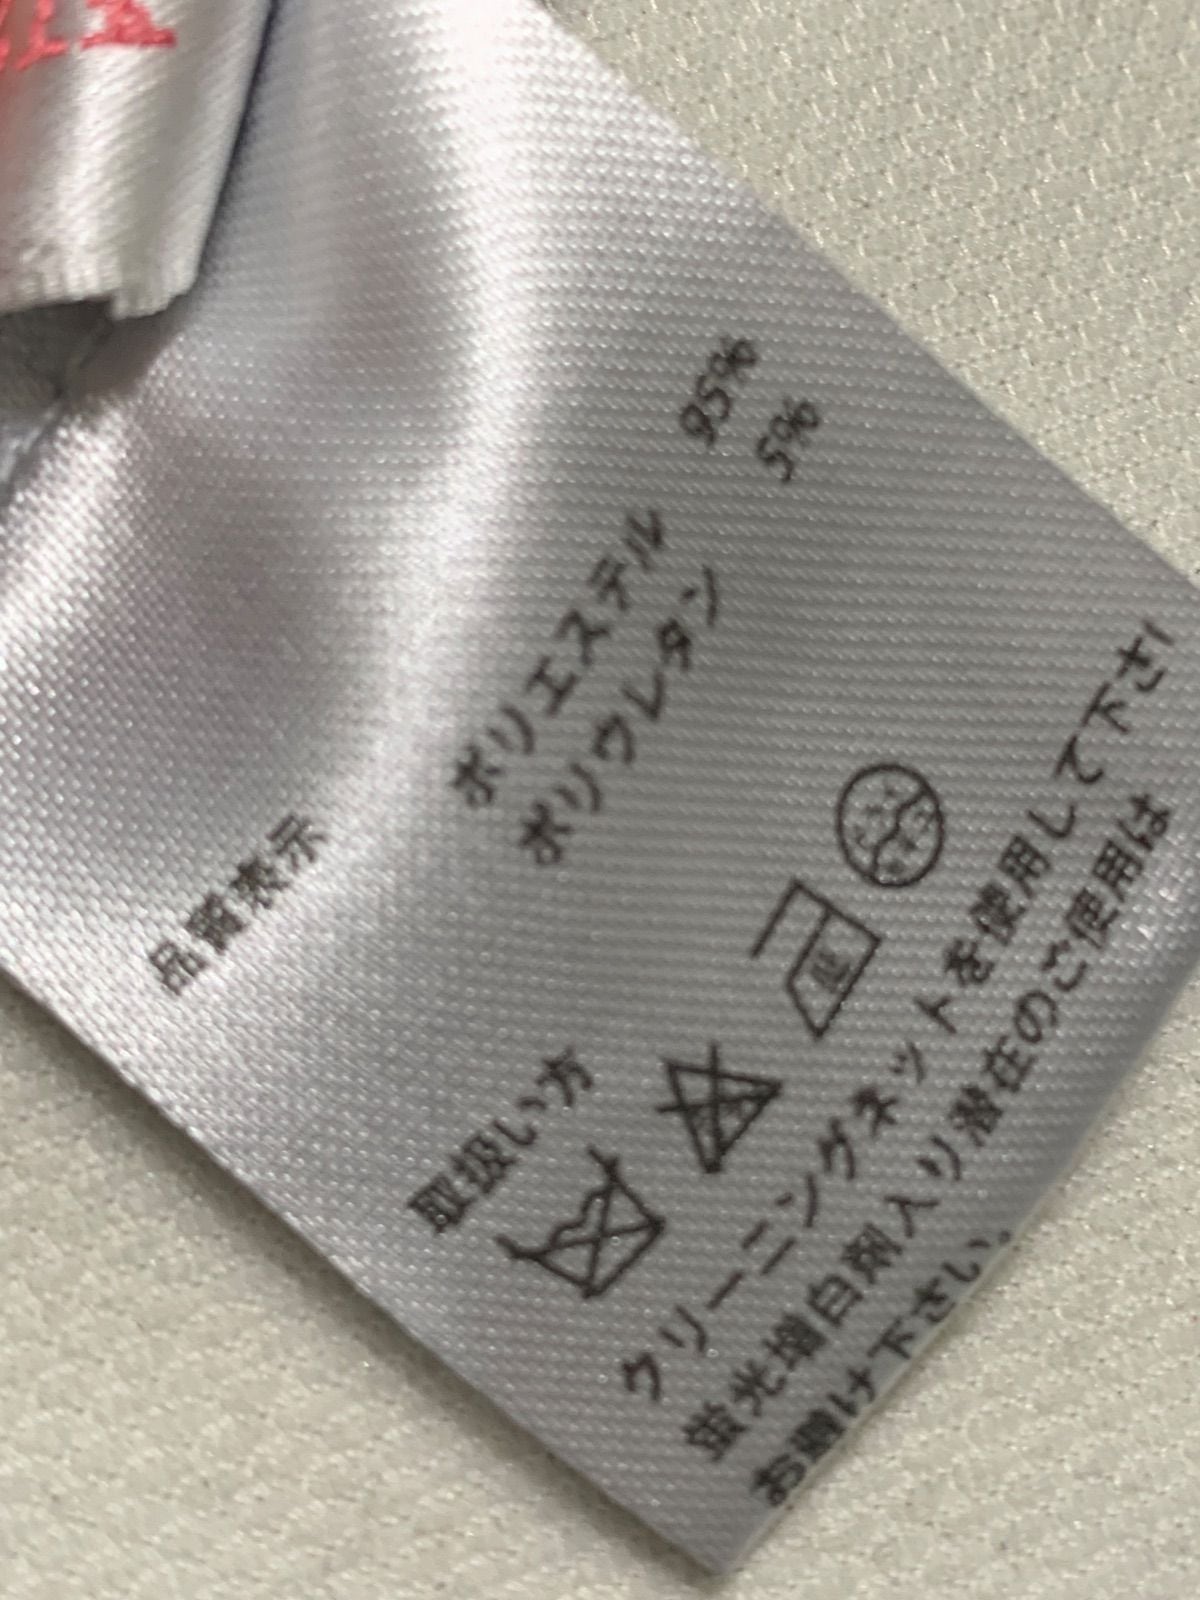 品質表示
ポリエステル 95%
ポリウレタン 5%
取扱い方
クリーニングネットを使用して下さい
蛍光増白剤入り潜在のご使用は
お避け下さい。